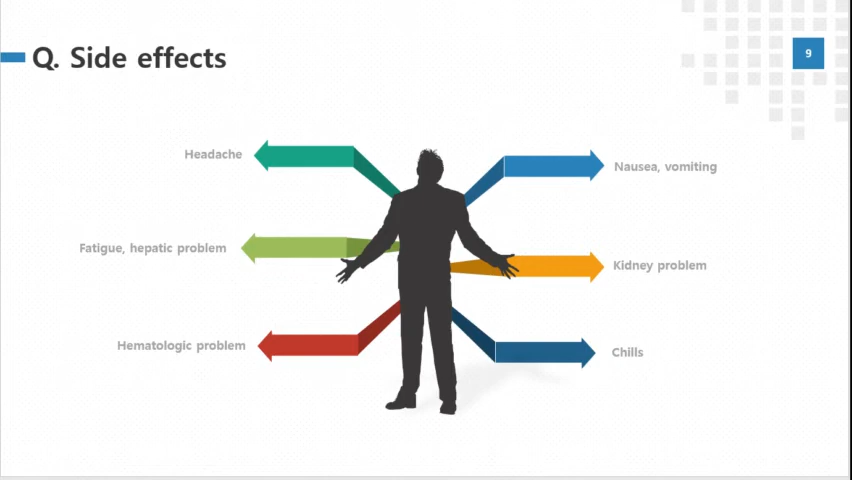 Q. Side effects
9
Headache
Nausea, vomiting
Fatigue, hepatic problem
Kidney problem
Hematologic problem
Chills